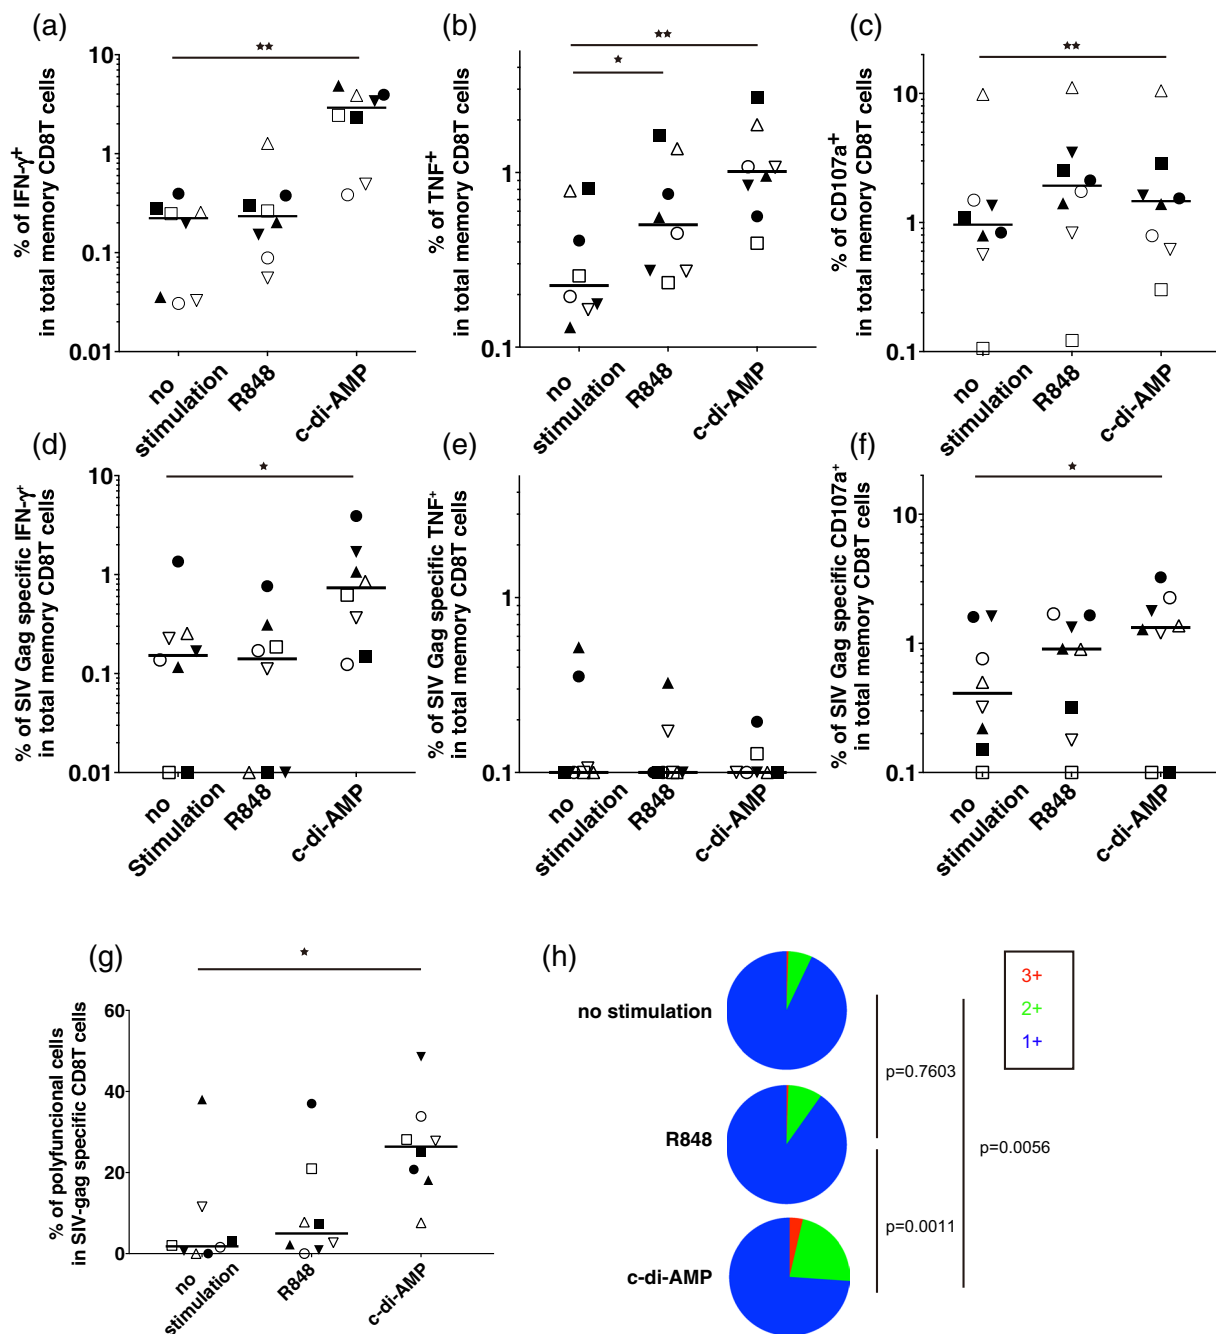 (a)
% of IFN-γ+
in total memory CD8T cells
10
1
0.1
0.01
★★
no
stimulation
R848
c-di-AMP
(b)
% of TNF+
in total memory CD8T cells
1
0.1
★★
★
no
stimulation
R848
c-di-AMP
(c)
% of CD107a+
in total memory CD8T cells
10
1
0.1
★★
no
stimulation
R848
c-di-AMP
(d)
% of SIV Gag specific IFN-γ+
in total memory CD8T cells
10
1
0.1
0.01
★
no
Stimulation
R848
c-di-AMP
(e)
% of SIV Gag specific TNF+
in total memory CD8T cells
1
0.1
no
stimulation
R848
c-di-AMP
(f)
% of SIV Gag specific CD107a+
in total memory CD8T cells
10
1
0.1
★
no
stimulation
R848
c-di-AMP
(g)
% of polyfuncional cells
in SIV-gag specific CD8T cells
60
40
20
0
★
no
stimulation
R848
c-di-AMP
(h)
no stimulation
R848
c-di-AMP
p=0.7603
p=0.0011
p=0.0056
3+
2+
1+